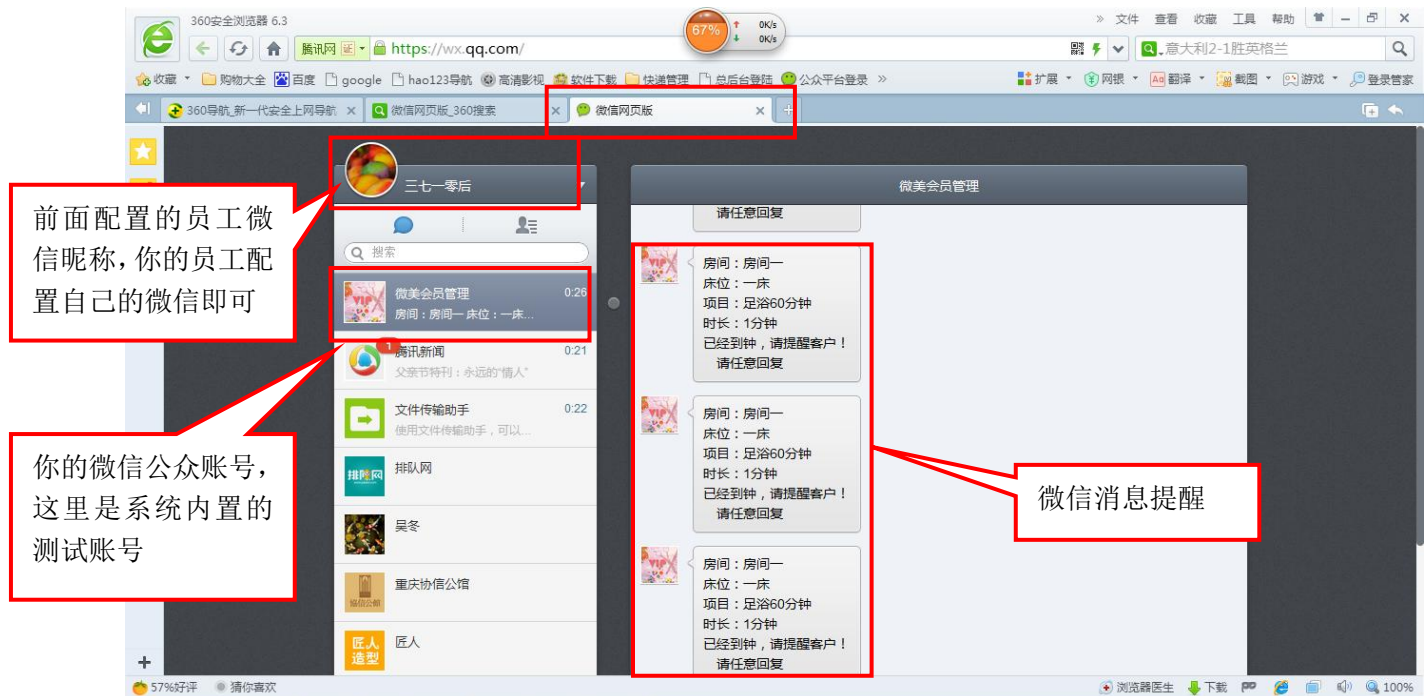 360安全浏览器 6.3
67%
0K/s
0K/s
» 文件 查看 收藏 工具 帮助
腾讯网 证 https://wx.qq.com/
意大利2-1胜英格兰
收藏 购物大全 百度 google hao123导航 高清影视 软件下载 快递管理 总后台登陆 公众平台登录 »
扩展 网银 翻译 截图 游戏 登录管家
360导航_新一代安全上网导航
微信网页版_360搜索
微信网页版
三七一零后
微美会员管理
搜索
微美会员管理 0:26
房间：房间一 床位：一床...
1
腾讯新闻 0:21
父亲节特刊：永远的“情人”
文件传输助手 0:22
使用文件传输助手，可以...
排队网
排队网
吴冬
重庆协信公馆
匠人
造型
匠人
请任意回复
VIP
房间：房间一
床位：一床
项目：足浴60分钟
时长：1分钟
已经到钟，请提醒客户！
请任意回复
VIP
房间：房间一
床位：一床
项目：足浴60分钟
时长：1分钟
已经到钟，请提醒客户！
请任意回复
VIP
房间：房间一
床位：一床
项目：足浴60分钟
时长：1分钟
已经到钟，请提醒客户！
请任意回复
前面配置的员工微
信昵称，你的员工配
置自己的微信即可
你的微信公众账号，
这里是系统内置的
测试账号
微信消息提醒
57%好评 猜你喜欢
浏览器医生 下载 100%